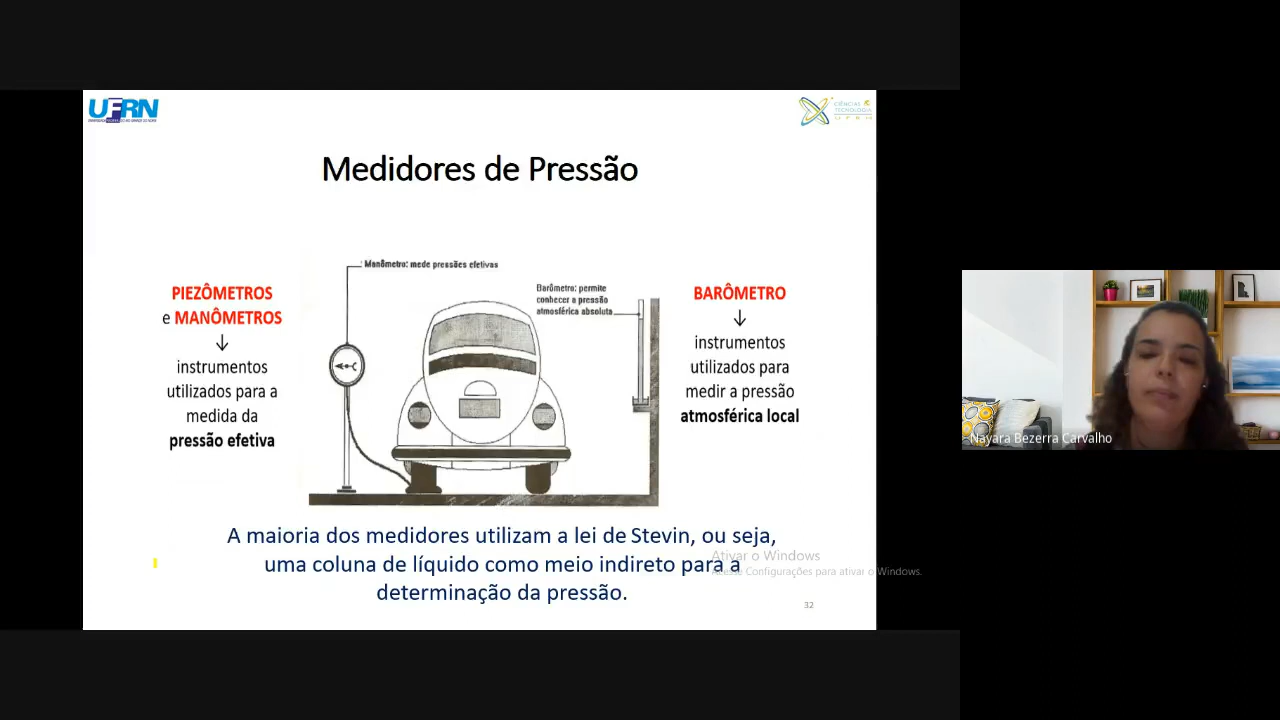 UFRN
CIÊNCIAS
TECNOLOGIA
UFRN
Medidores de Pressão
Manômetro: mede pressões efetivas
Barômetro: permite
conhecer a pressão
atmosférica absoluta
PIEZÔMETROS
e MANÔMETROS
↓
instrumentos
utilizados para a
medida da
pressão efetiva
BARÔMETRO
↓
instrumentos
utilizados para
medir a pressão
atmosférica local
A maioria dos medidores utilizam a lei de Stevin, ou seja,
uma coluna de líquido como meio indireto para a
determinação da pressão.
Ativar o Windows
Acesse Configurações para ativar o Windows.
32
Nayara Bezerra Carvalho